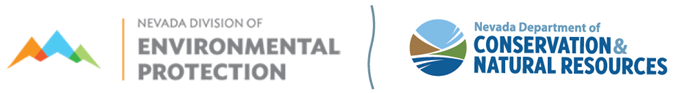 NEVADA DIVISION OF
ENVIRONMENTAL
PROTECTION
Nevada Department of
CONSERVATION &
NATURAL RESOURCES